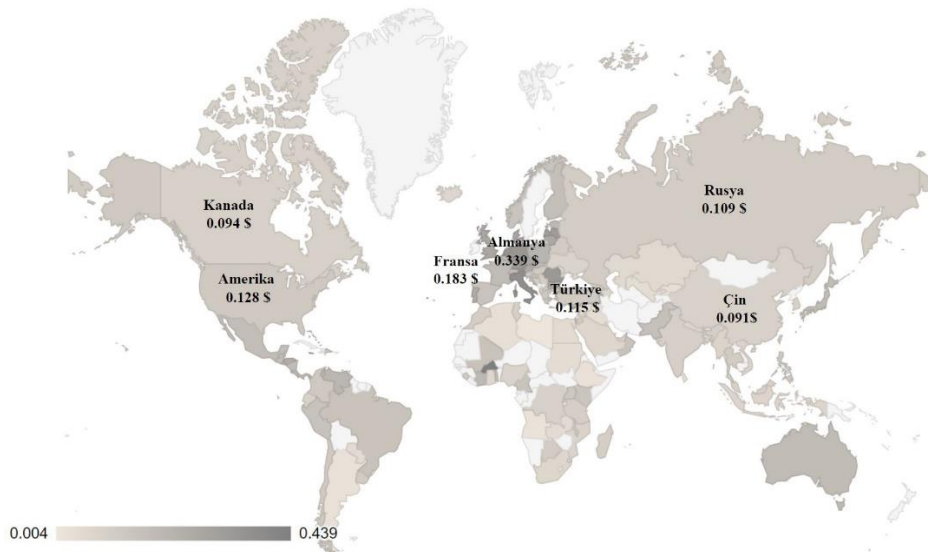 Kanada
0.094 $
Rusya
0.109 $
Almanya
0.339 $
Fransa
0.183 $
Amerika
0.128 $
Türkiye
0.115 $
Çin
0.091$
0.004
0.439